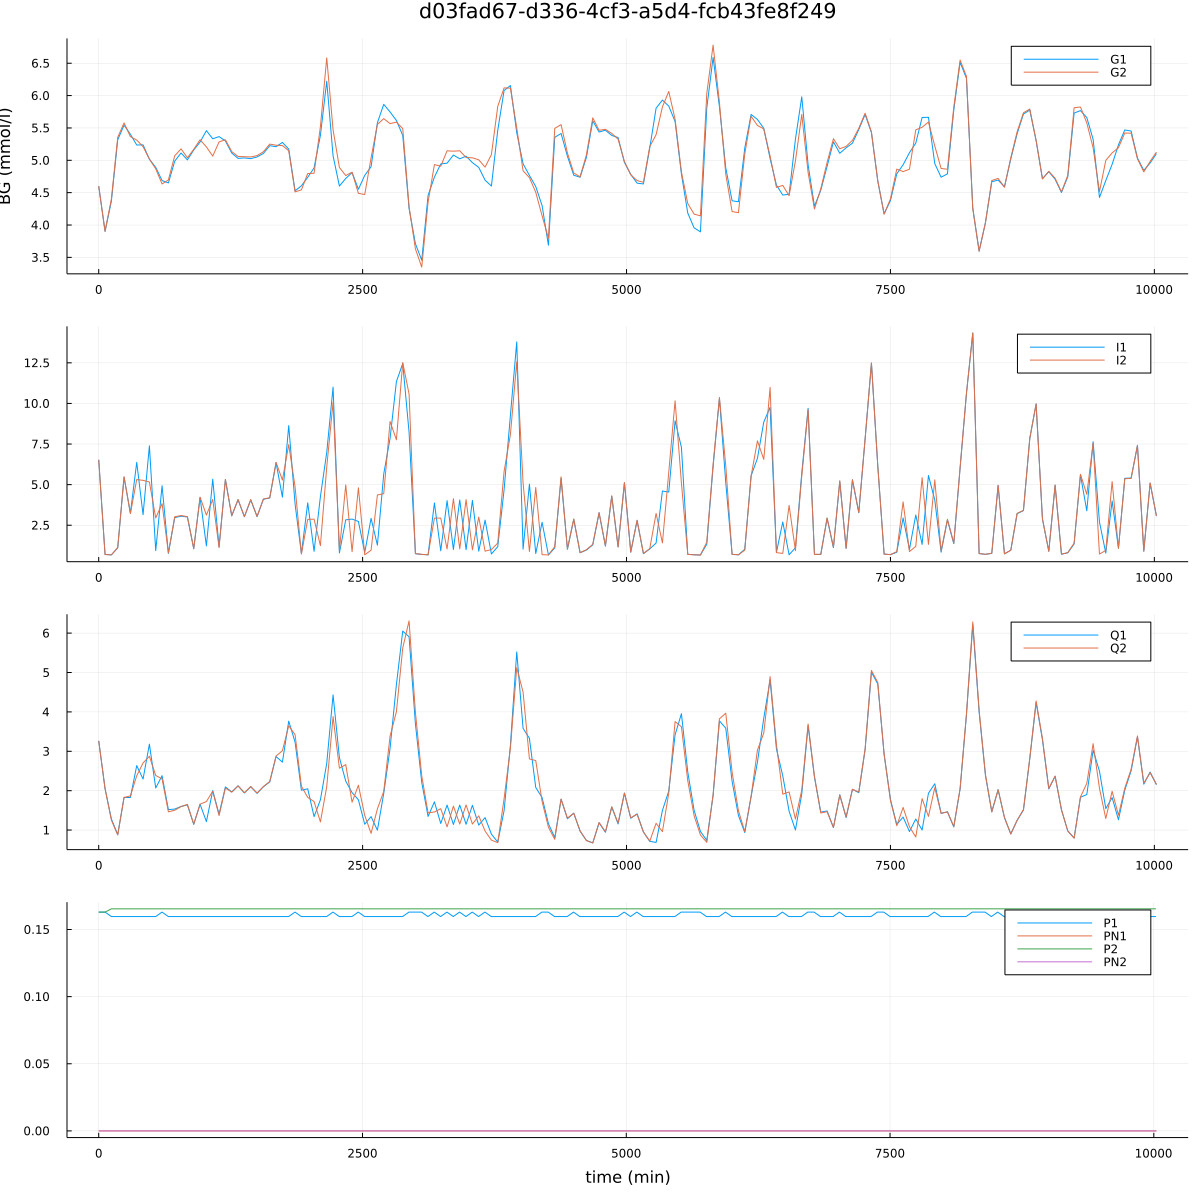 d03fad67-d336-4cf3-a5d4-fcb43fe8f249
BG (mmol/l)
6.5
6.0
5.5
5.0
4.5
4.0
3.5
G1
G2
0 2500 5000 7500 10000
12.5
10.0
7.5
5.0
2.5
I1
I2
0 2500 5000 7500 10000
6
5
4
3
2
1
Q1
Q2
0 2500 5000 7500 10000
0.15
0.10
0.05
0.00
P1
PN1
P2
PN2
0 2500 5000 7500 10000
time (min)